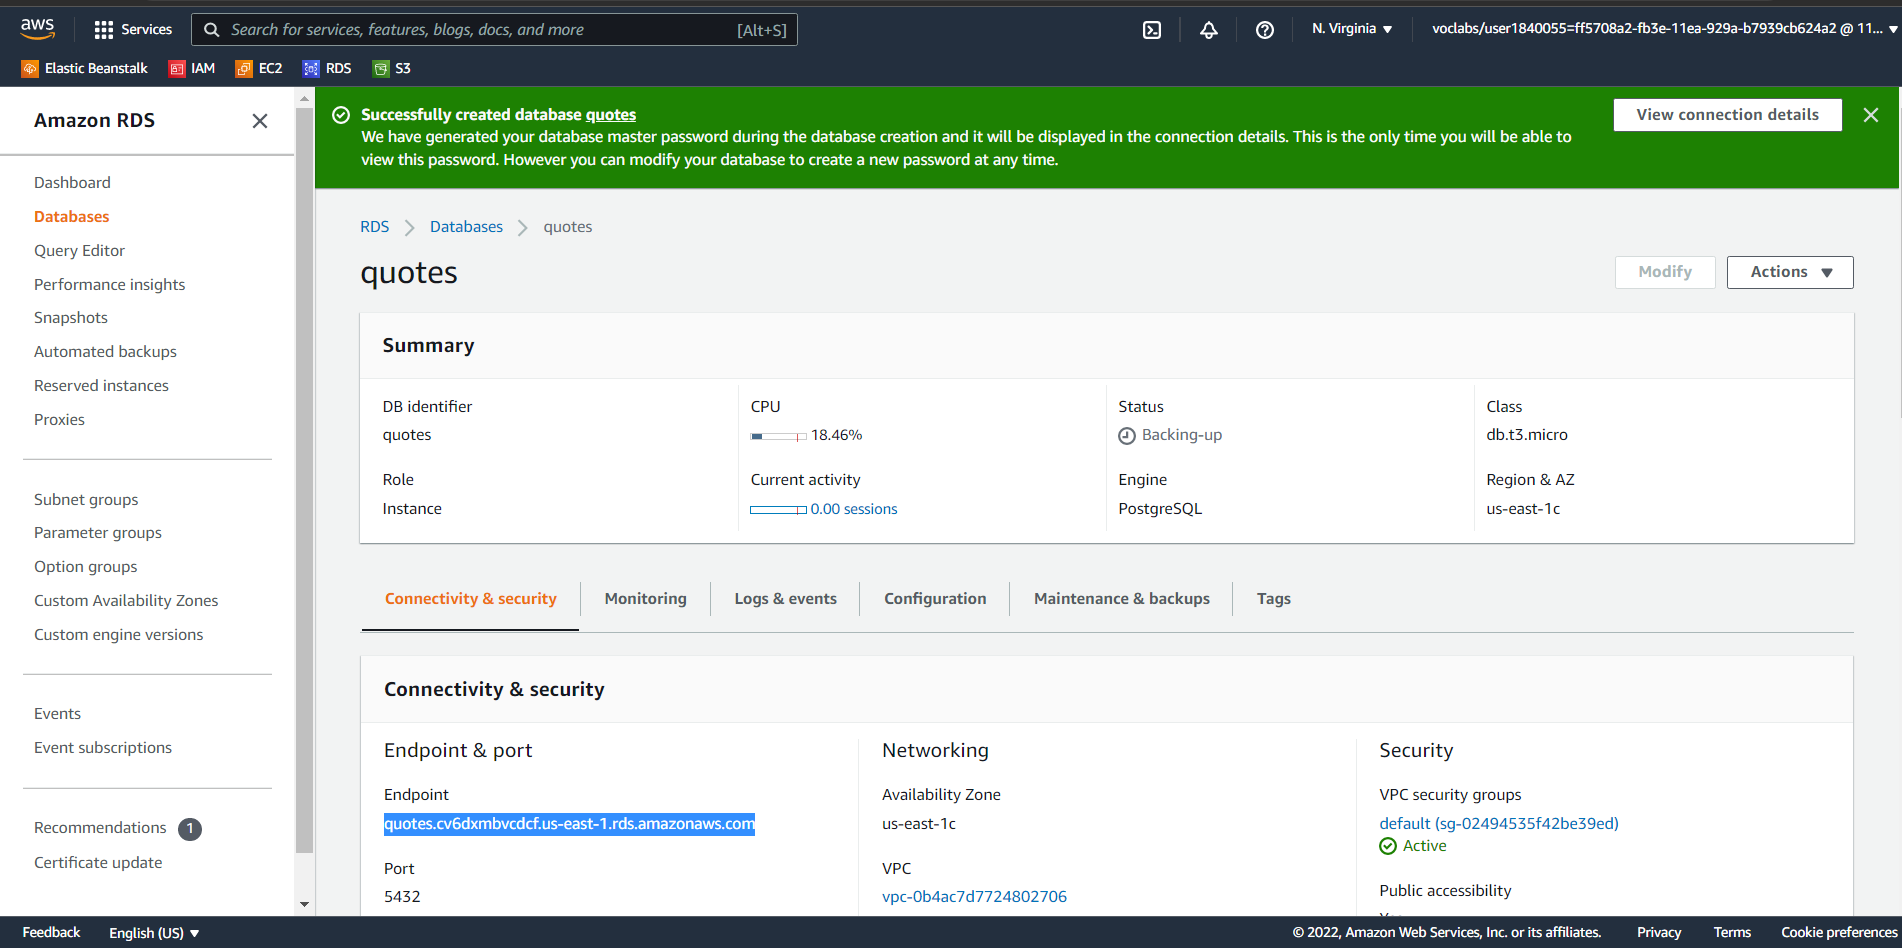 aws
Services
Search for services, features, blogs, docs, and more
[Alt+S]
N. Virginia ▼
voclabs/user1840055=ff5708a2-fb3e-11ea-929a-b7939cb624a2 @ 11... ▼
Elastic Beanstalk
IAM
EC2
RDS
S3
Amazon RDS
Dashboard
Databases
Query Editor
Performance insights
Snapshots
Automated backups
Reserved instances
Proxies
Subnet groups
Parameter groups
Option groups
Custom Availability Zones
Custom engine versions
Events
Event subscriptions
Recommendations 1
Certificate update
Successfully created database quotes
We have generated your database master password during the database creation and it will be displayed in the connection details. This is the only time you will be able to
view this password. However you can modify your database to create a new password at any time.
View connection details
RDS > Databases > quotes
quotes
Modify
Actions ▼
Summary
DB identifier
quotes
CPU
18.46%
Status
Backing-up
Class
db.t3.micro
Role
Instance
Current activity
0.00 sessions
Engine
PostgreSQL
Region & AZ
us-east-1c
Connectivity & security
Monitoring
Logs & events
Configuration
Maintenance & backups
Tags
Connectivity & security
Endpoint & port
Endpoint
quotes.cv6dxmbvcdcf.us-east-1.rds.amazonaws.com
Port
5432
Networking
Availability Zone
us-east-1c
VPC
vpc-0b4ac7d7724802706
Security
VPC security groups
default (sg-02494535f42be39ed)
Active
Public accessibility
Feedback
English (US) ▼
© 2022, Amazon Web Services, Inc. or its affiliates.
Privacy
Terms
Cookie preferences